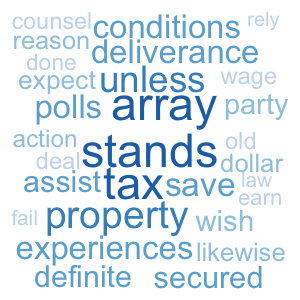 counsel conditions rely
reason deliverance
done
expect unless wage
polls array party
action stands old
deal dollar
assist tax save law
earn
fail property wish
experiences likewise
definite secured